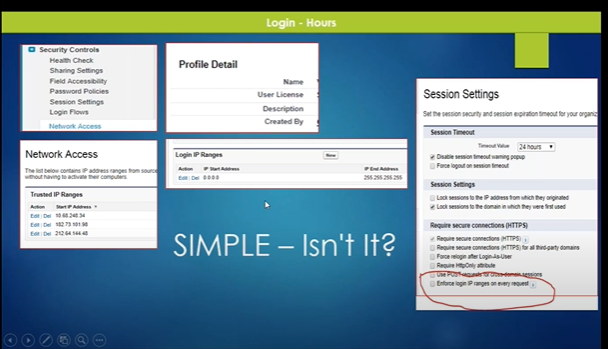 Login - Hours
Security Controls
Health Check
Sharing Settings
Field Accessibility
Password Policies
Session Settings
Login Flows
Network Access
Profile Detail
Name
User License
Description
Created By
Network Access
The list below contains IP address ranges from sourc
without having to activate their computers.
Trusted IP Ranges
Action Start IP Address
Edit | Del
Edit | Del 182.73.101.98
Edit | Del 212.64.144.48
Login IP Ranges New
Action IP Start Address IP End Address
Edit | Del 0.0.0.0 255.255.255.255
SIMPLE – Isn't It?
Session Settings
Set the session security and session expiration timeout for your organiz
Session Timeout
Timeout Value 24 hours
Disable session timeout warning popup
Force logout on session timeout
Session Settings
Lock sessions to the IP address from which they originated
Lock sessions to the domain in which they were first used
Require secure connections (HTTPS)
Require secure connections (HTTPS) i
Require secure connections (HTTPS) for all third-party domains
Force relogin after Login-As-User
Require HttpOnly attribute
Use POST requests for cross-domain sessions
Enforce login IP ranges on every request i